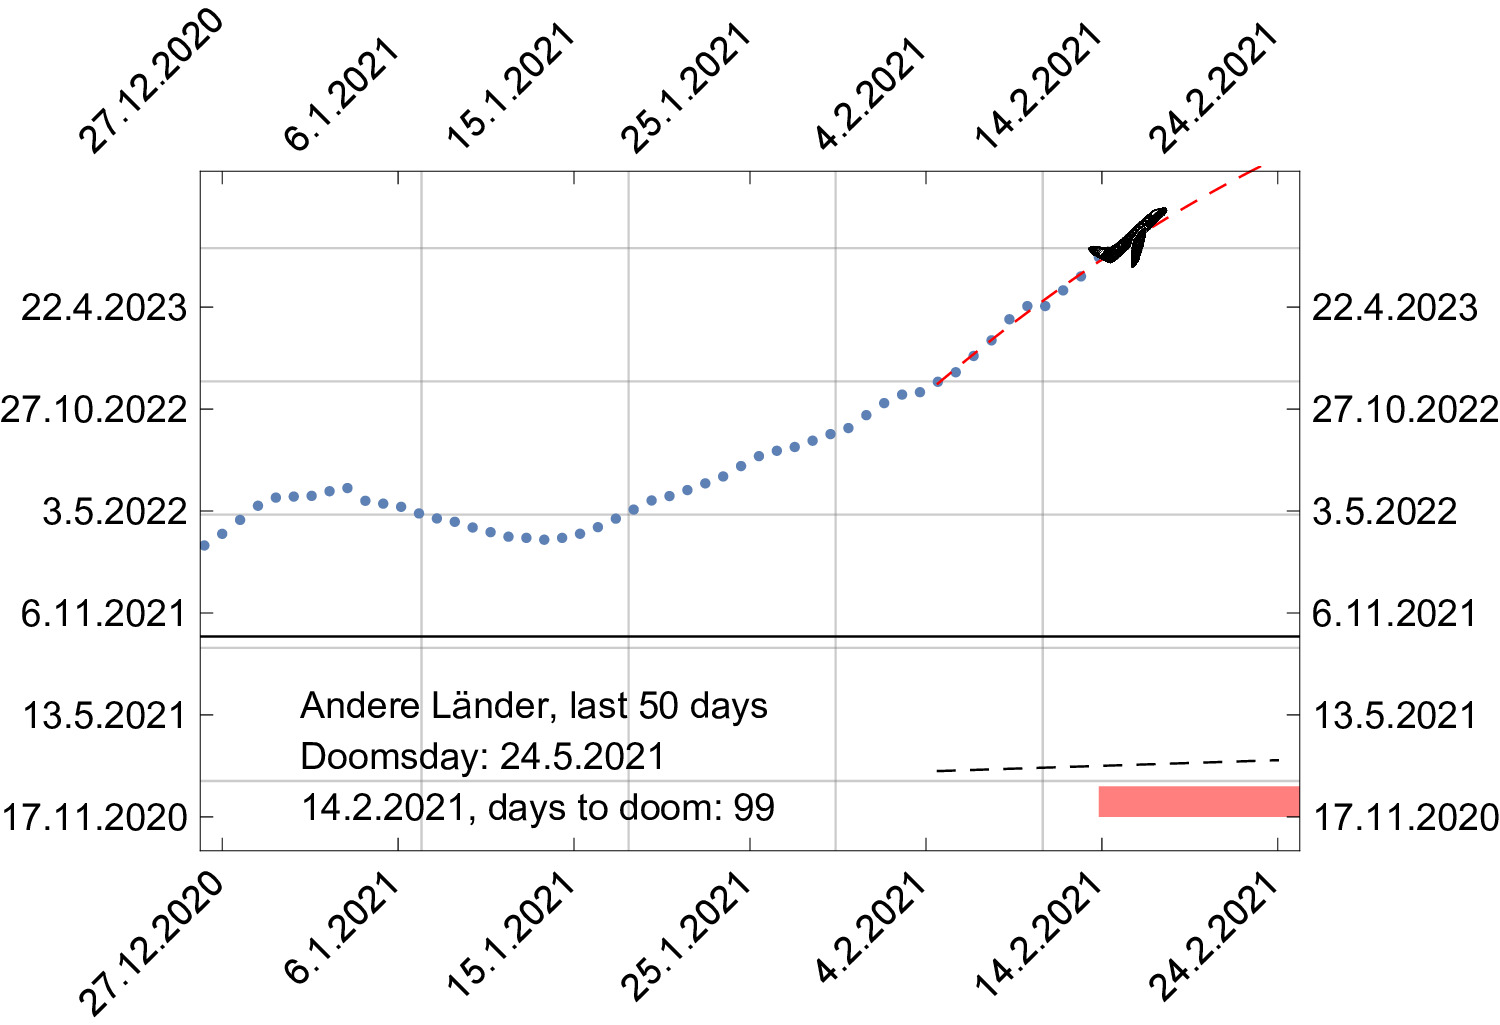 27.12.2020 6.1.2021 15.1.2021 25.1.2021 4.2.2021 14.2.2021 24.2.2021
22.4.2023 22.4.2023
27.10.2022 27.10.2022
3.5.2022 3.5.2022
6.11.2021 6.11.2021
Andere Länder, last 50 days
13.5.2021 13.5.2021
Doomsday: 24.5.2021
14.2.2021, days to doom: 99
17.11.2020 17.11.2020
27.12.2020 6.1.2021 15.1.2021 25.1.2021 4.2.2021 14.2.2021 24.2.2021